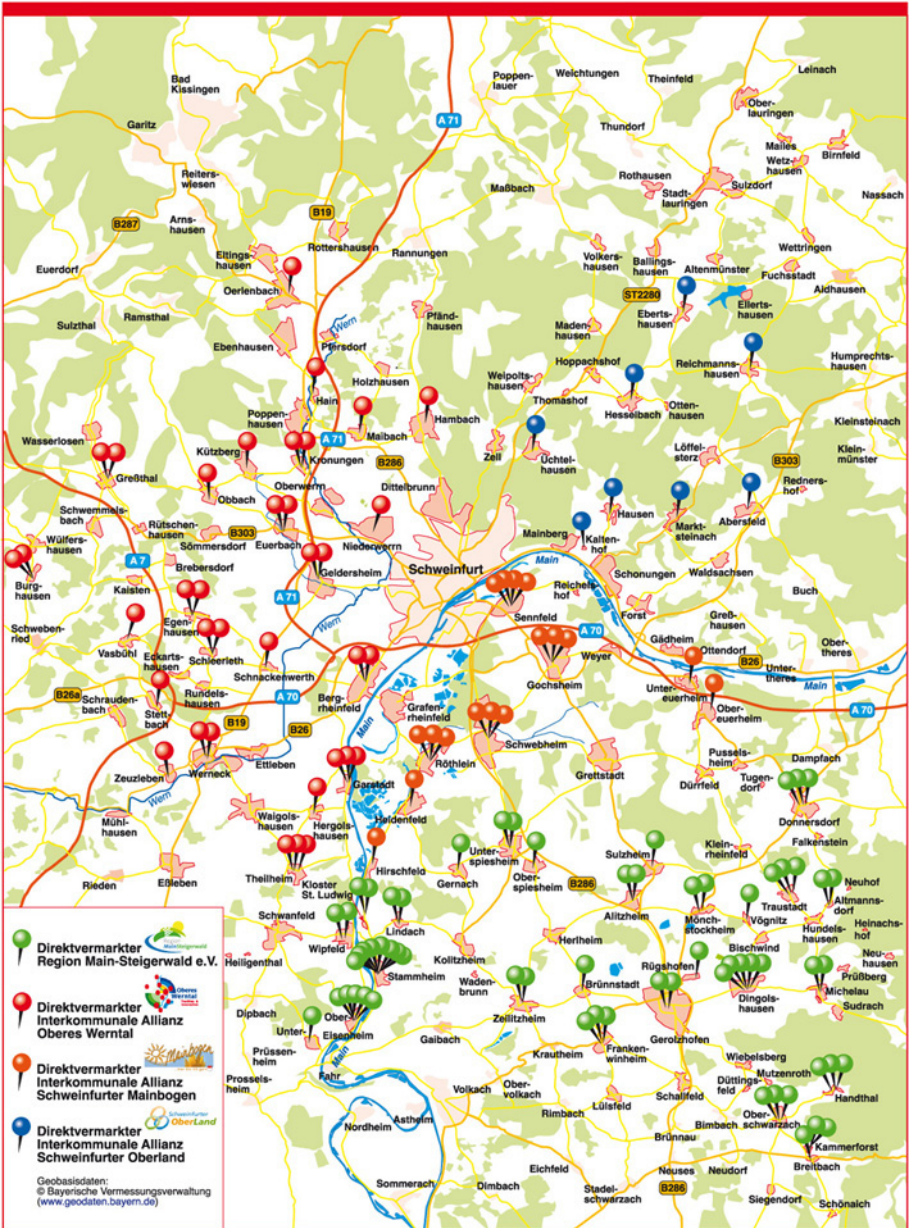 Bad
Kissingen
Garitz
Reiters-
wiesen
Arns-
hausen
B287
Euerdorf
Sulzthal
Ramsthal
Poppen-
lauer
Weichtungen
Theinfeld
Leinach
A 71
Thundorf
Ober-
lauringen
Mailes
Wetz-
hausen
Birnfeld
Maßbach
Rothausen
Stadt-
lauringen
Sulzdorf
Nassach
B19
Rottershausen
Rannungen
Eltings-
hausen
Oerlenbach
Volkers-
hausen
Ballings-
hausen
Altenmünster
Wettringen
Fuchsstadt
Aidhausen
ST2280
Eberts-
hausen
Ellerts-
hausen
Ebenhausen
Wern
Pfersdorf
Pfänd-
hausen
Maden-
hausen
Hoppachshof
Reichmanns-
hausen
Humprechts-
hausen
Holzhausen
Hain
Weipolts-
hausen
Thomashof
Hesselbach
Otten-
hausen
Poppen-
hausen
Maibach
Hambach
Kleinsteinach
Wasserlosen
Kützberg
A 71
Kronungen
B286
Zell
Üchtel-
hausen
Löffel-
sterz
B303
Klein-
münster
Greßthal
Obbach
Oberwerrn
Dittelbrunn
Redners-
hof
Schwemmels-
bach
Rütschen-
hausen
B303
Sömmersdorf
Euerbach
Niederwerrn
Mainberg
Hausen
Kalten-
hof
Markt-
steinach
Abersfeld
Wülfers-
hausen
A 7
Brebersdorf
Geldersheim
Schweinfurt
Main
Schonungen
Waldsachsen
Burg-
hausen
Kaisten
A 71
Reichels-
hof
Buch
Egen-
hausen
Wern
Sennfeld
Forst
Greß-
hausen
Schweben-
ried
Vasbühl
Schleerieth
A 70
Gädheim
Ottendorf
Ober-
theres
Eckarts-
hausen
Schnackenwerth
Weyer
B26
Unter-
theres
B26a
Schrauden-
bach
Rundels-
hausen
A 70
Berg-
rheinfeld
Gochsheim
Unter-
euerheim
Main
Stett-
bach
B19
B26
Main
Grafen-
rheinfeld
Ober-
euerheim
A 70
Zeuzleben
Werneck
Ettleben
Röthlein
Schwebheim
Pussels-
heim
Dampfach
Wern
Garstadt
Grettstadt
Dürrfeld
Tugen-
dorf
Mühl-
hausen
Waigols-
hausen
Hergols-
hausen
Heidenfeld
Donnersdorf
Falkenstein
Rieden
Eßleben
Theilheim
Kloster
St. Ludwig
Hirschfeld
Unter-
spiesheim
Gernach
Ober-
spiesheim
B286
Sulzheim
Klein-
rheinfeld
Schwanfeld
Alitzheim
Mönch-
stockheim
Vögnitz
Traustadt
Neuhof
Altmanns-
dorf
Hundels-
hausen
Heinachs-
hof
Wipfeld
Lindach
Herlheim
Bischwind
Heiligenthal
Kolitzheim
Rügshofen
Neu-
hausen
Stammheim
Waden-
brunn
Brünnstadt
Dingols-
hausen
Prüßberg
Michelau
Dipbach
Zeilitzheim
Sudrach
Unter-
Ober-
Eisenheim
Gerolzhofen
Prüssen-
heim
Gaibach
Krautheim
Franken-
winheim
Wiebelsberg
Mutzenroth
Fahr
Main
Prossels-
heim
Volkach
Ober-
volkach
Lülsfeld
Schallfeld
Düttings-
feld
Handthal
Nordheim
Astheim
Rimbach
Bimbach
Ober-
schwarzach
Brünnau
Kammerforst
Eichfeld
Neuses
Neudorf
Breitbach
Sommerach
Dimbach
Stadel-
schwarzach
B286
Siegendorf
Schönaich
Direktvermarkter
Region Main-Steigerwald e.V.
Region
MainSteigerwald
Direktvermarkter
Interkommunale Allianz
Oberes Werntal
Oberes
Werntal
Direktvermarkter
Interkommunale Allianz
Schweinfurter Mainbogen
Mainbogen
Direktvermarkter
Interkommunale Allianz
Schweinfurter Oberland
Schweinfurter
OberLand
Geobasisdaten:
© Bayerische Vermessungsverwaltung
(www.geodaten.bayern.de)